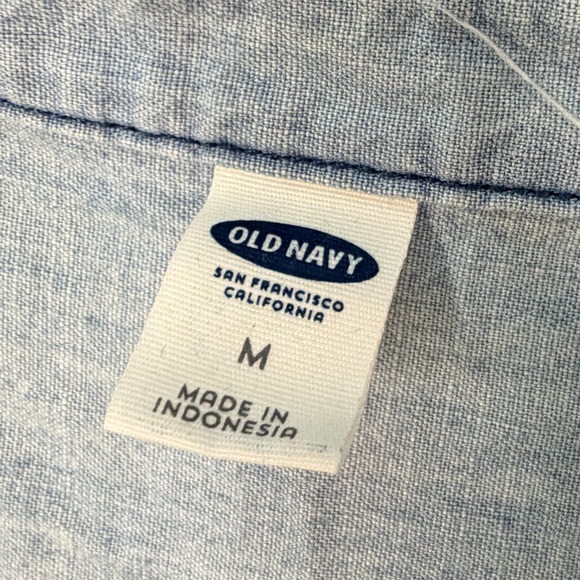 OLD NAVY
SAN FRANCISCO
CALIFORNIA
M
MADE IN
INDONESIA